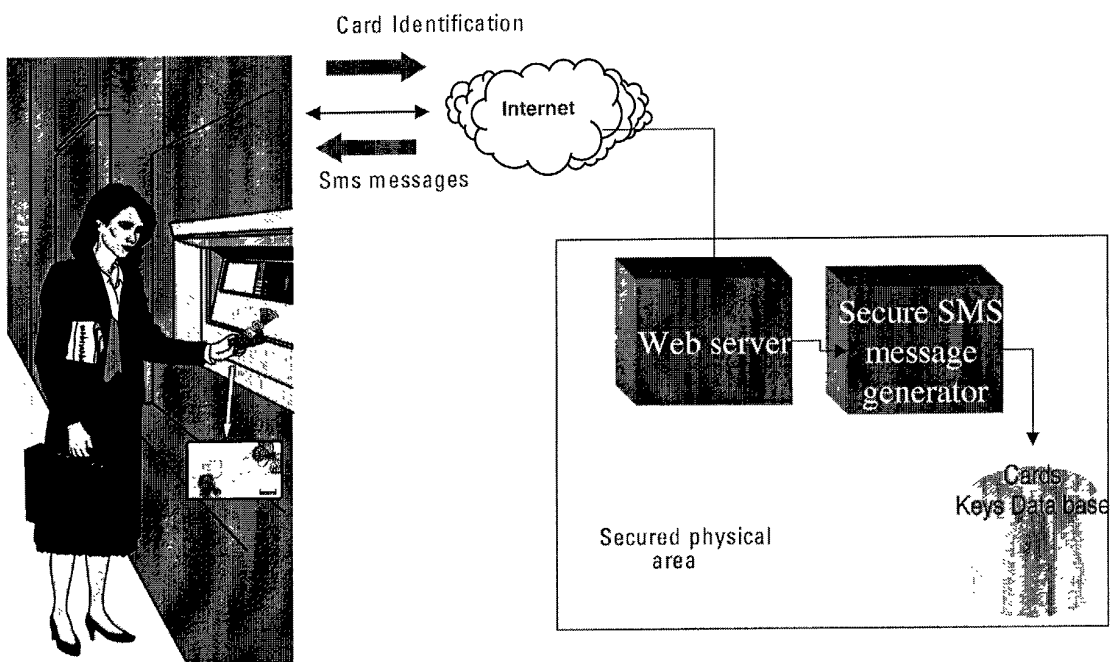 Card Identification
Internet
Sms messages
Web server
Secure SMS
message
generator
Cards
Keys Data base
Secured physical
area